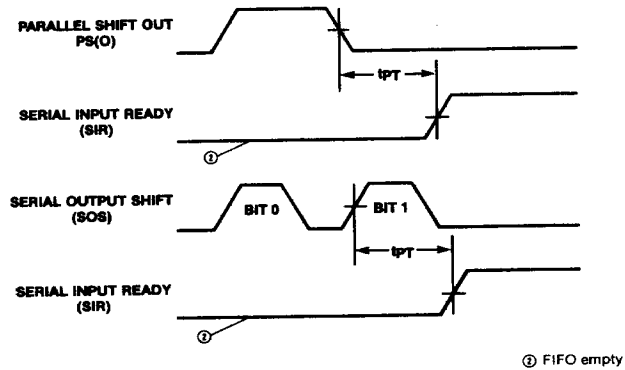 PARALLEL SHIFT OUT
PS(O)
tPT
SERIAL INPUT READY
(SIR)
②
SERIAL OUTPUT SHIFT
(SOS)
BIT 0
BIT 1
tPT
SERIAL INPUT READY
(SIR)
②
② FIFO empty